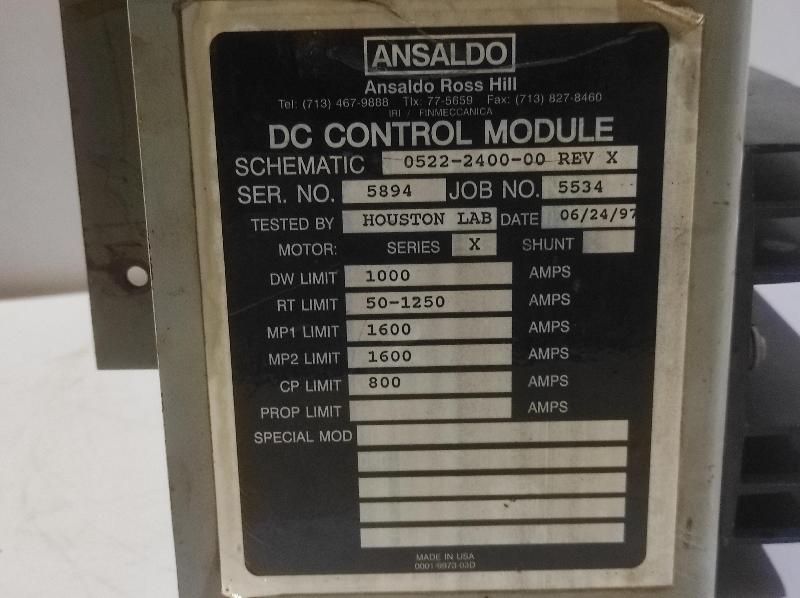 ANSALDO
Ansaldo Ross Hill
Tel: (713) 467-9888 Tlx: 77-5659 Fax: (713) 827-8460
IRI / FINMECCANICA
DC CONTROL MODULE
SCHEMATIC 0522-2400-00 REV X
SER. NO. 5894 JOB NO. 5534
TESTED BY HOUSTON LAB DATE 06/24/97
MOTOR: SERIES X SHUNT
DW LIMIT 1000 AMPS
RT LIMIT 50-1250 AMPS
MP1 LIMIT 1600 AMPS
MP2 LIMIT 1600 AMPS
CP LIMIT 800 AMPS
PROP LIMIT AMPS
SPECIAL MOD
MADE IN USA
0001-9973-03D